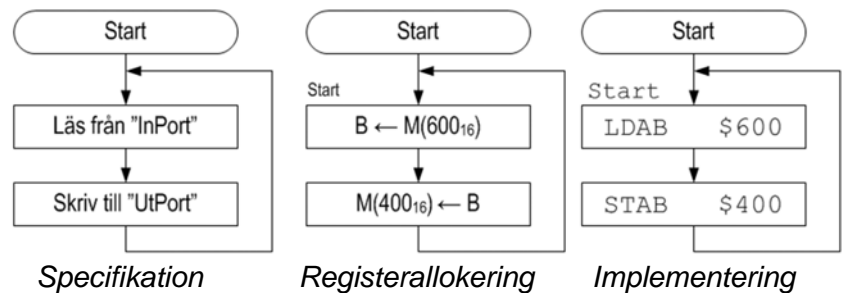 Start
Läs från "InPort"
Skriv till "UtPort"
Specifikation
Start
Start
B ← M(600₁₆)
M(400₁₆) ← B
Registerallokering
Start
Start
LDAB $600
STAB $400
Implementering